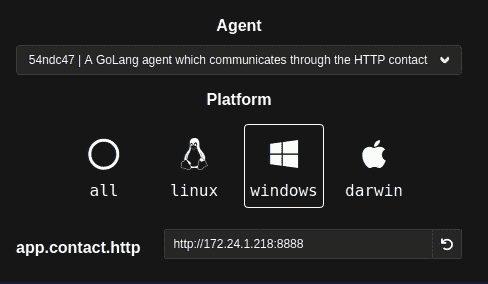 Agent
54ndc47 | A GoLang agent which communicates through the HTTP contact
Platform
all linux windows darwin
app.contact.http http://172.24.1.218:8888